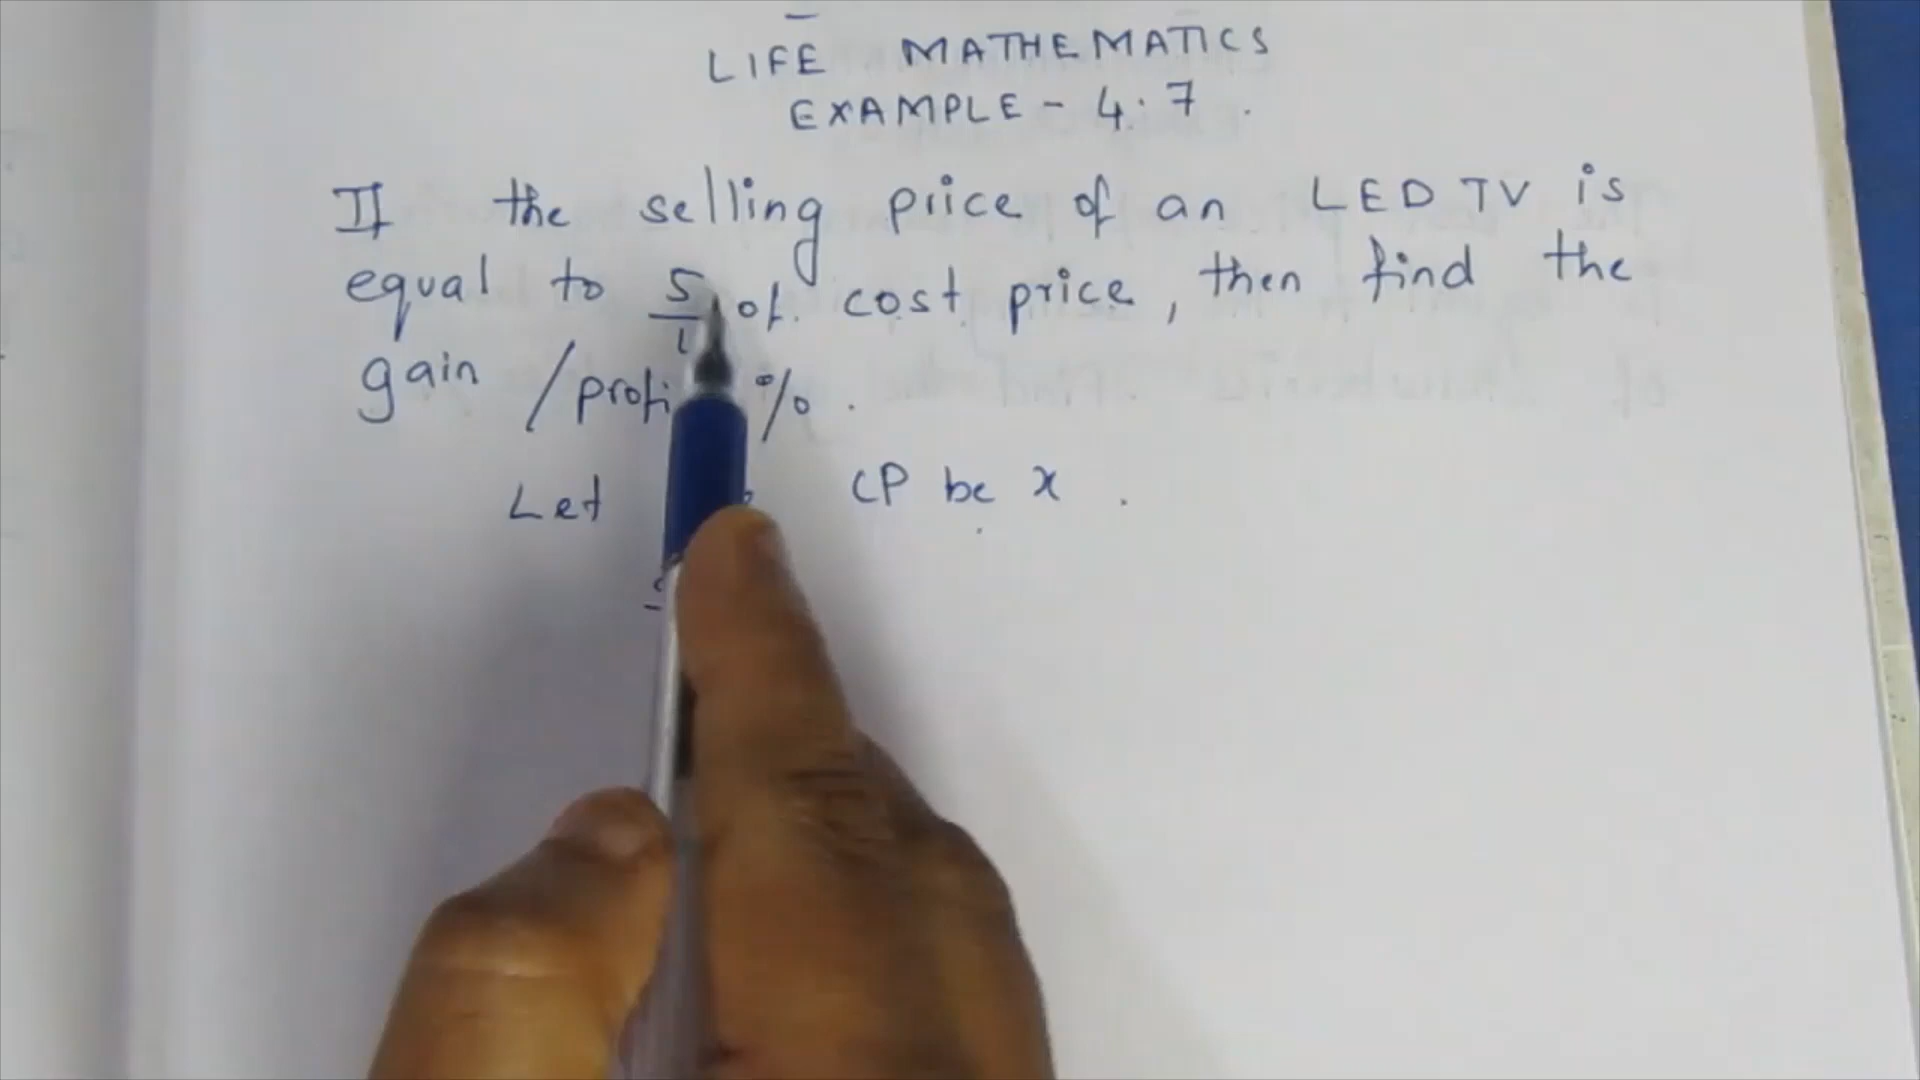 LIFE MATHEMATICS
EXAMPLE - 4.7.
If the selling price of an LED TV is
equal to 5 of cost price, then find the
gain / %.
Let CP be x.